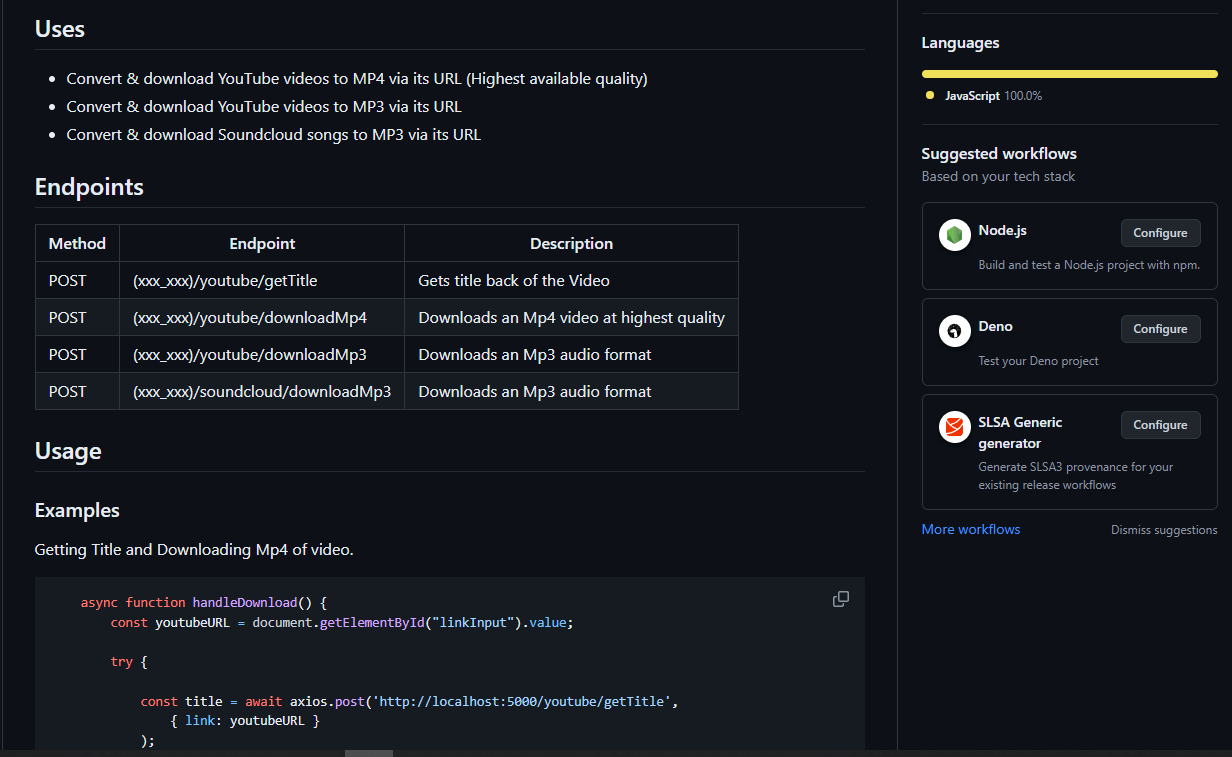 Uses
Convert & download YouTube videos to MP4 via its URL (Highest available quality)
Convert & download YouTube videos to MP3 via its URL
Convert & download Soundcloud songs to MP3 via its URL
Endpoints
Method Endpoint Description
POST (xxx_xxx)/youtube/getTitle Gets title back of the Video
POST (xxx_xxx)/youtube/downloadMp4 Downloads an Mp4 video at highest quality
POST (xxx_xxx)/youtube/downloadMp3 Downloads an Mp3 audio format
POST (xxx_xxx)/soundcloud/downloadMp3 Downloads an Mp3 audio format
Usage
Examples
Getting Title and Downloading Mp4 of video.
async function handleDownload() {
const youtubeURL = document.getElementById("linkInput").value;
try {
const title = await axios.post('http://localhost:5000/youtube/getTitle',
{ link: youtubeURL }
);
Languages
JavaScript 100.0%
Suggested workflows
Based on your tech stack
Node.js Configure
Build and test a Node.js project with npm.
Deno Configure
Test your Deno project
SLSA Generic
generator
Configure
Generate SLSA3 provenance for your
existing release workflows
More workflows Dismiss suggestions